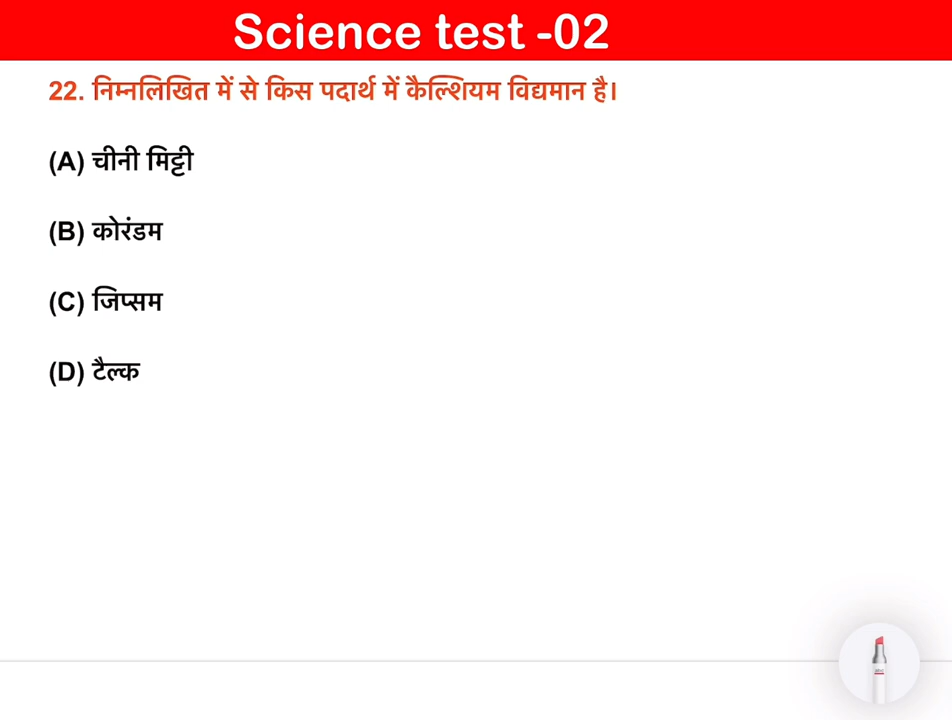 Science test -02
22. निम्नलिखित में से किस पदार्थ में कैल्शियम विद्यमान है।
(A) चीनी मिट्टी
(B) कोरंडम
(C) जिप्सम
(D) टैल्क